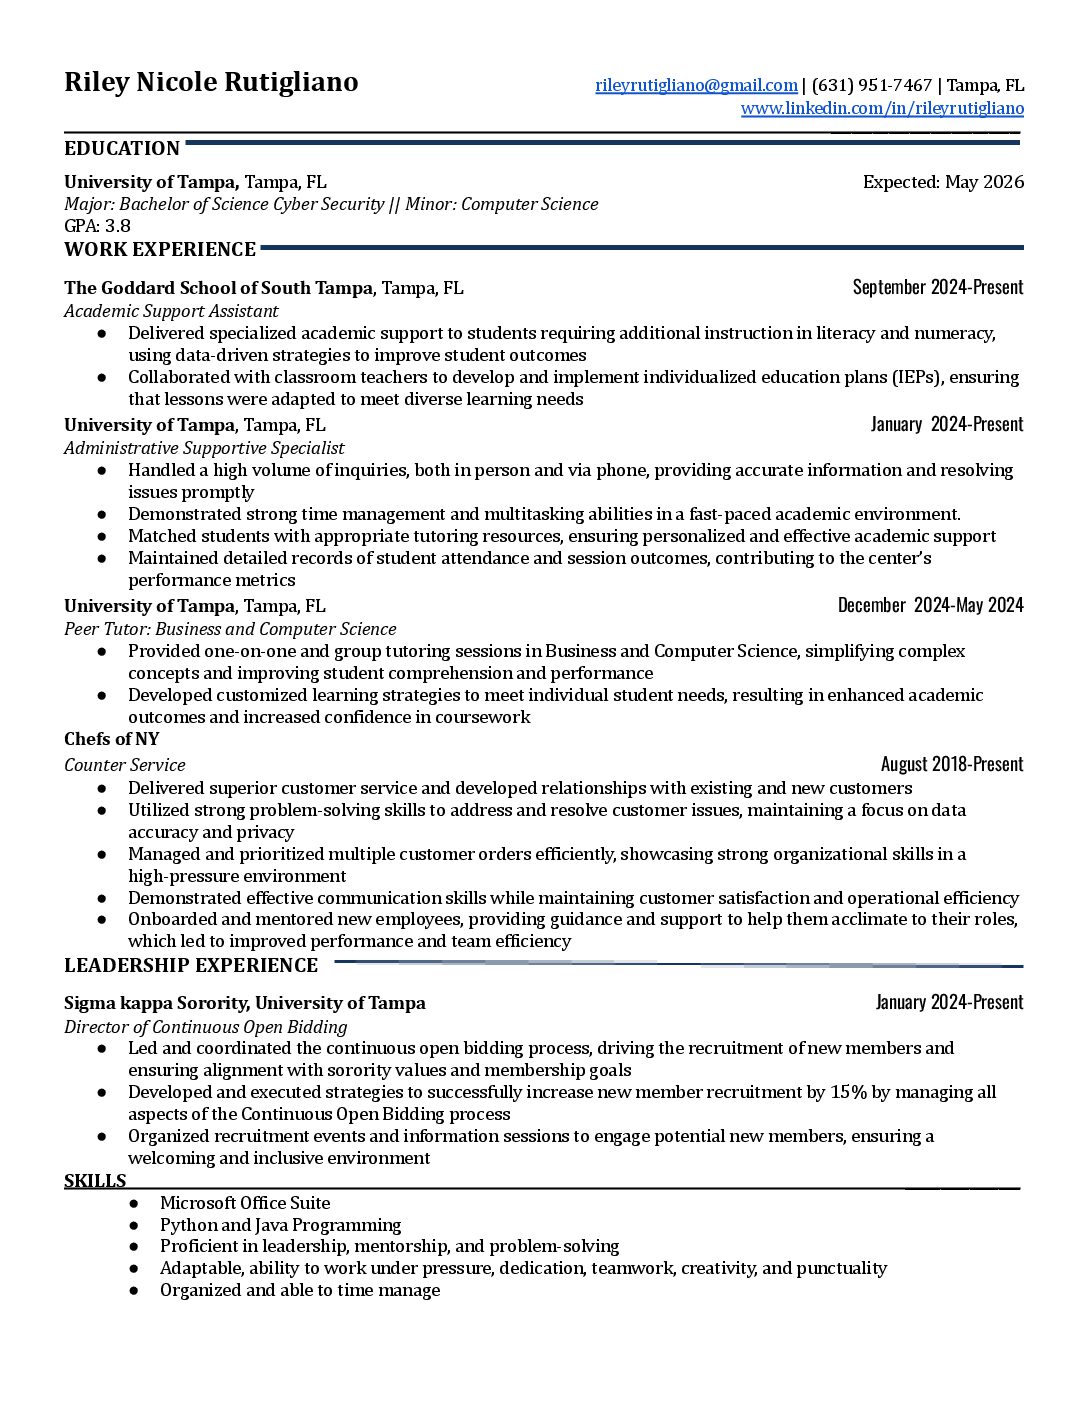 Riley Nicole Rutigliano
rileyrutigliano@gmail.com | (631) 951-7467 | Tampa, FL
www.linkedin.com/in/rileyrutigliano
EDUCATION
University of Tampa, Tampa, FL Expected: May 2026
Major: Bachelor of Science Cyber Security || Minor: Computer Science
GPA: 3.8
WORK EXPERIENCE
The Goddard School of South Tampa, Tampa, FL September 2024-Present
Academic Support Assistant
● Delivered specialized academic support to students requiring additional instruction in literacy and numeracy,
using data-driven strategies to improve student outcomes
● Collaborated with classroom teachers to develop and implement individualized education plans (IEPs), ensuring
that lessons were adapted to meet diverse learning needs
University of Tampa, Tampa, FL January 2024-Present
Administrative Supportive Specialist
● Handled a high volume of inquiries, both in person and via phone, providing accurate information and resolving
issues promptly
● Demonstrated strong time management and multitasking abilities in a fast-paced academic environment.
● Matched students with appropriate tutoring resources, ensuring personalized and effective academic support
● Maintained detailed records of student attendance and session outcomes, contributing to the center's
performance metrics
University of Tampa, Tampa, FL December 2024-May 2024
Peer Tutor: Business and Computer Science
● Provided one-on-one and group tutoring sessions in Business and Computer Science, simplifying complex
concepts and improving student comprehension and performance
● Developed customized learning strategies to meet individual student needs, resulting in enhanced academic
outcomes and increased confidence in coursework
Chefs of NY
Counter Service August 2018-Present
● Delivered superior customer service and developed relationships with existing and new customers
● Utilized strong problem-solving skills to address and resolve customer issues, maintaining a focus on data
accuracy and privacy
● Managed and prioritized multiple customer orders efficiently, showcasing strong organizational skills in a
high-pressure environment
● Demonstrated effective communication skills while maintaining customer satisfaction and operational efficiency
● Onboarded and mentored new employees, providing guidance and support to help them acclimate to their roles,
which led to improved performance and team efficiency
LEADERSHIP EXPERIENCE
Sigma kappa Sorority, University of Tampa January 2024-Present
Director of Continuous Open Bidding
● Led and coordinated the continuous open bidding process, driving the recruitment of new members and
ensuring alignment with sorority values and membership goals
● Developed and executed strategies to successfully increase new member recruitment by 15% by managing all
aspects of the Continuous Open Bidding process
● Organized recruitment events and information sessions to engage potential new members, ensuring a
welcoming and inclusive environment
SKILLS
● Microsoft Office Suite
● Python and Java Programming
● Proficient in leadership, mentorship, and problem-solving
● Adaptable, ability to work under pressure, dedication, teamwork, creativity, and punctuality
● Organized and able to time manage